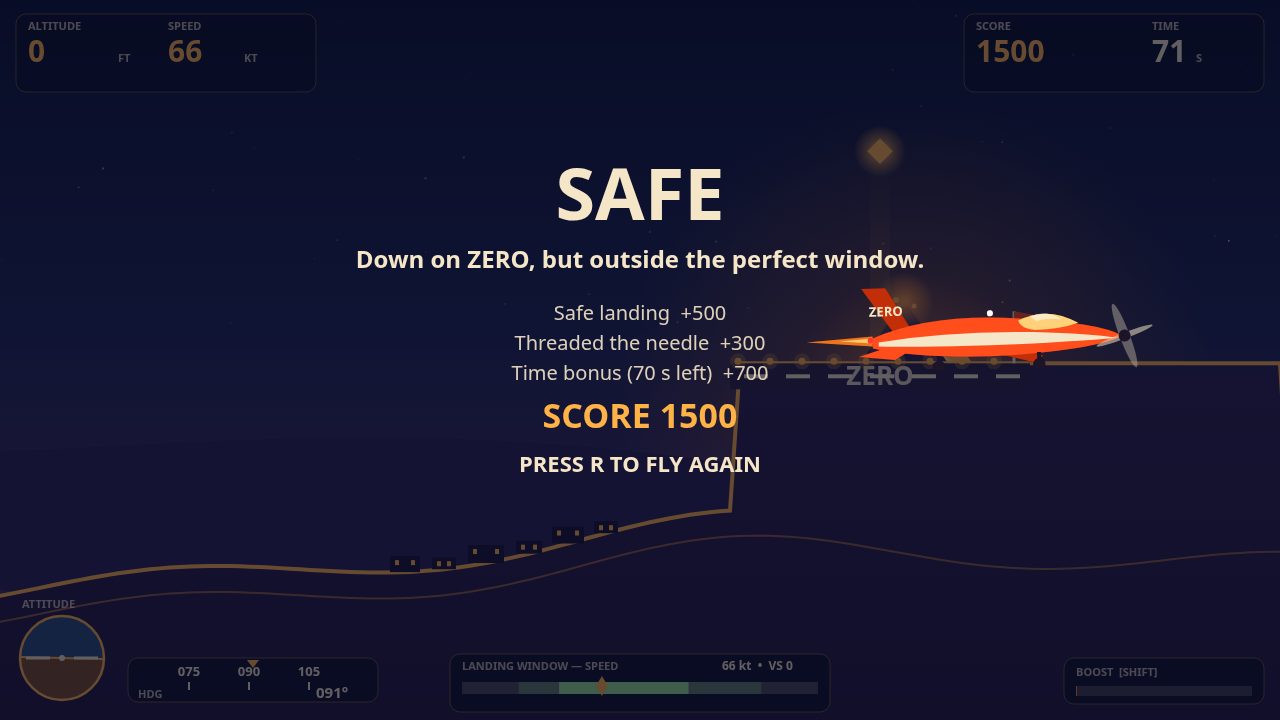 ALTITUDE SPEED
0 FT 66 KT
SCORE TIME
1500 71 S
SAFE
Down on ZERO, but outside the perfect window.
ZERO
Safe landing +500
Threaded the needle +300
Time bonus (70 s left) +700
ZERO
SCORE 1500
PRESS R TO FLY AGAIN
ATTITUDE
075 090 105
HDG 091°
LANDING WINDOW — SPEED 66 kt • VS 0
BOOST [SHIFT]